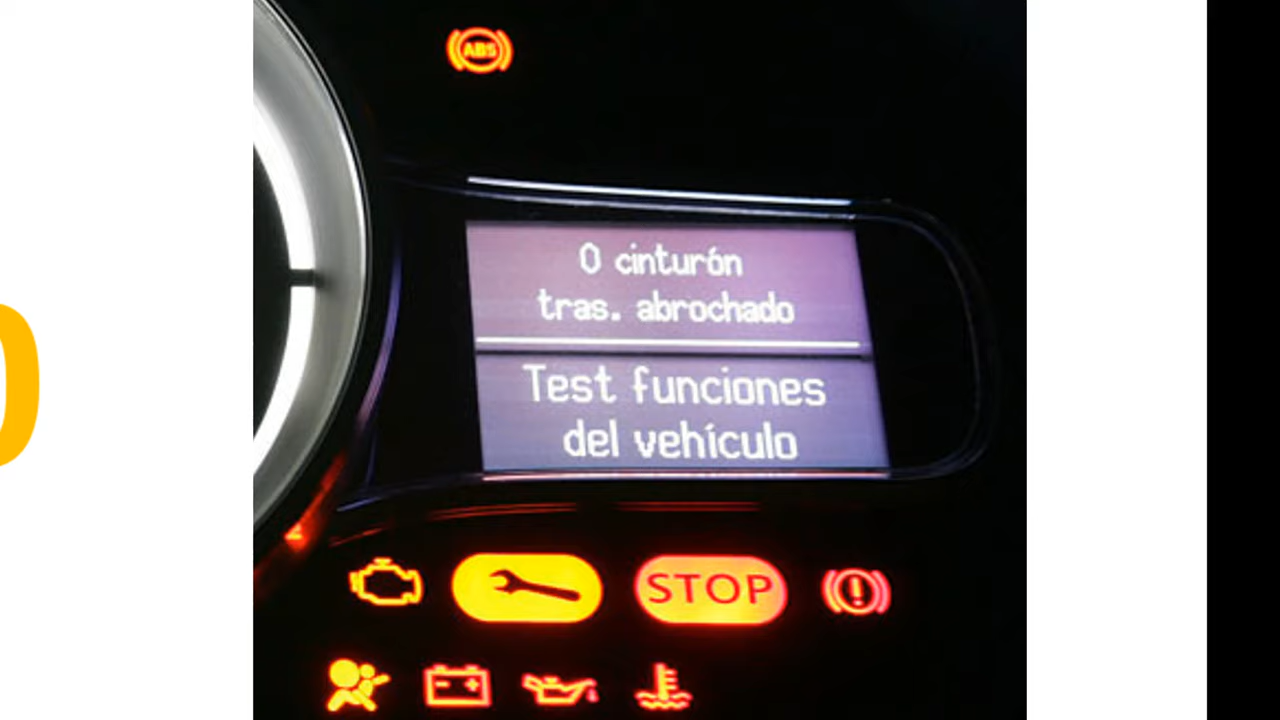 ABS
0 cinturón
tras. abrochado
Test funciones
del vehículo
STOP